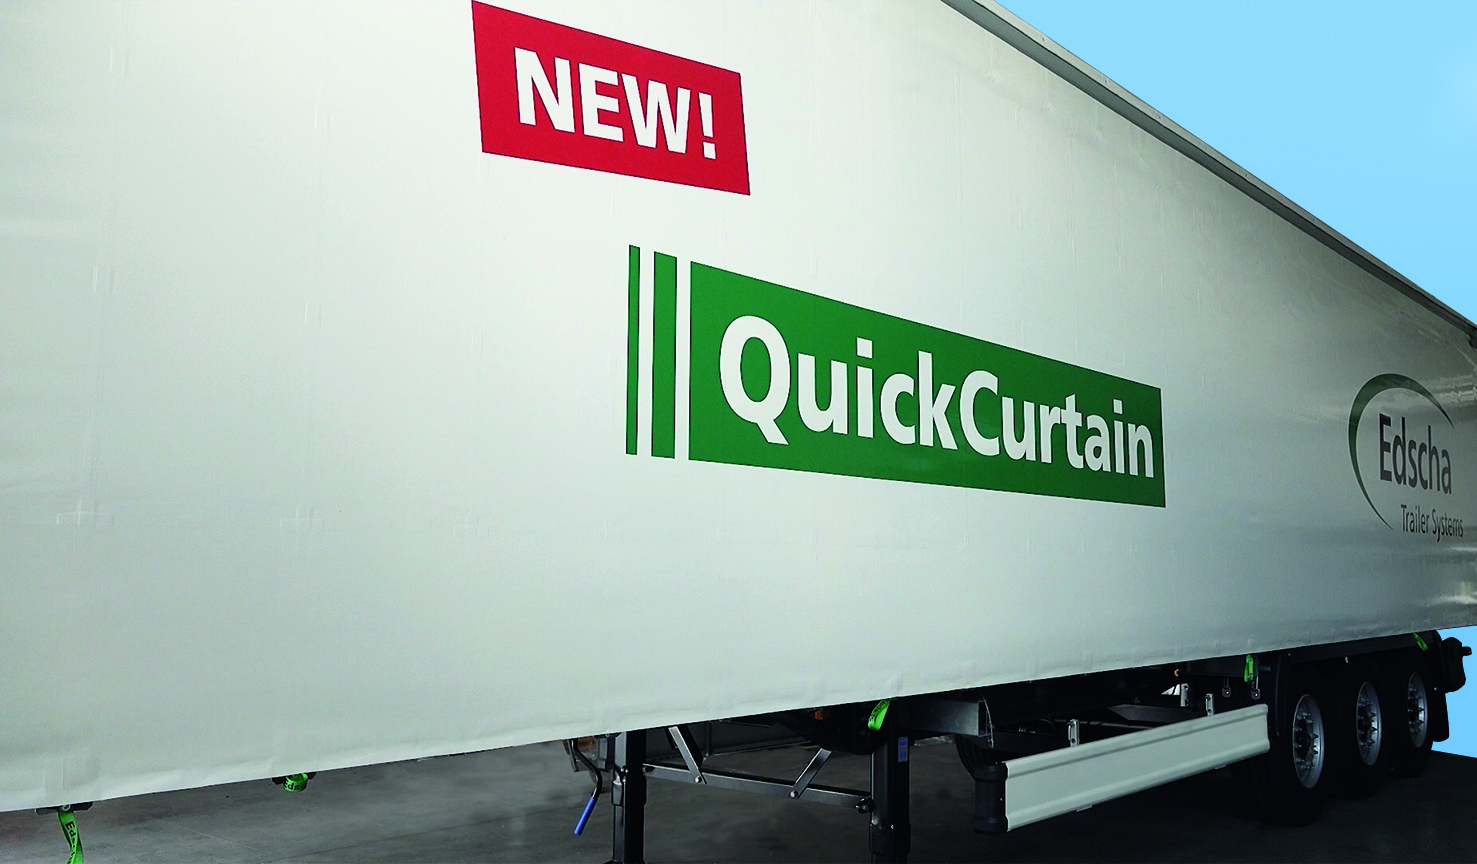 NEW!
QuickCurtain
Edscha
Trailer Systems